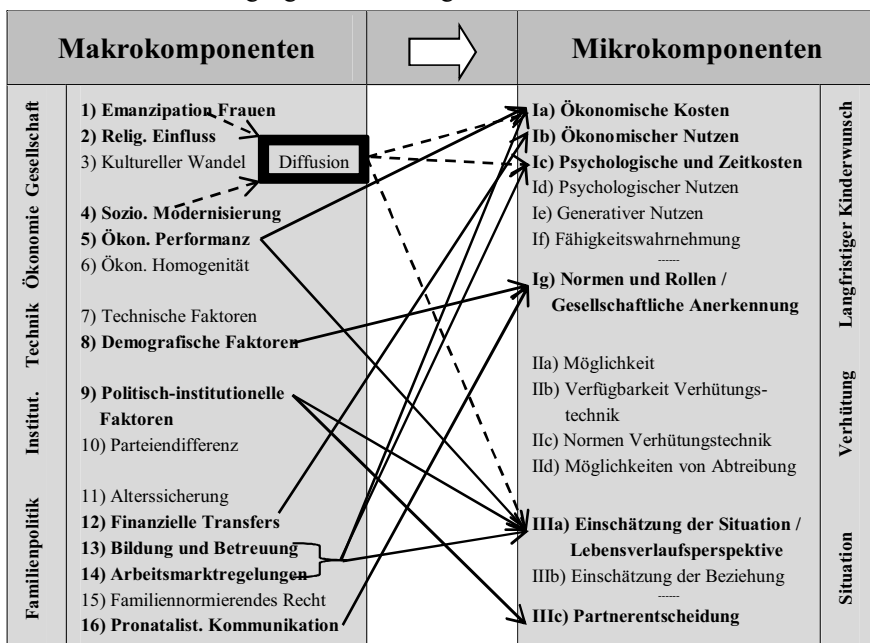 Makrokomponenten
Mikrokomponenten
Gesellschaft
Ökonomie
Technik
Institut.
Familienpolitik
1) Emanzipation Frauen
2) Relig. Einfluss
3) Kultureller Wandel
Diffusion
4) Sozio. Modernisierung
5) Ökon. Performanz
6) Ökon. Homogenität
7) Technische Faktoren
8) Demografische Faktoren
9) Politisch-institutionelle
Faktoren
10) Parteiendifferenz
11) Alterssicherung
12) Finanzielle Transfers
13) Bildung und Betreuung
14) Arbeitsmarktregelungen
15) Familiennormierendes Recht
16) Pronatalist. Kommunikation
Ia) Ökonomische Kosten
Ib) Ökonomischer Nutzen
Ic) Psychologische und Zeitkosten
Id) Psychologischer Nutzen
Ie) Generativer Nutzen
If) Fähigkeitswahrnehmung
------
Ig) Normen und Rollen /
Gesellschaftliche Anerkennung
IIa) Möglichkeit
IIb) Verfügbarkeit Verhütungs-
technik
IIc) Normen Verhütungstechnik
IId) Möglichkeiten von Abtreibung
IIIa) Einschätzung der Situation /
Lebensverlaufsperspektive
IIIb) Einschätzung der Beziehung
------
IIIc) Partnerentscheidung
Langfristiger Kinderwunsch
Verhütung
Situation